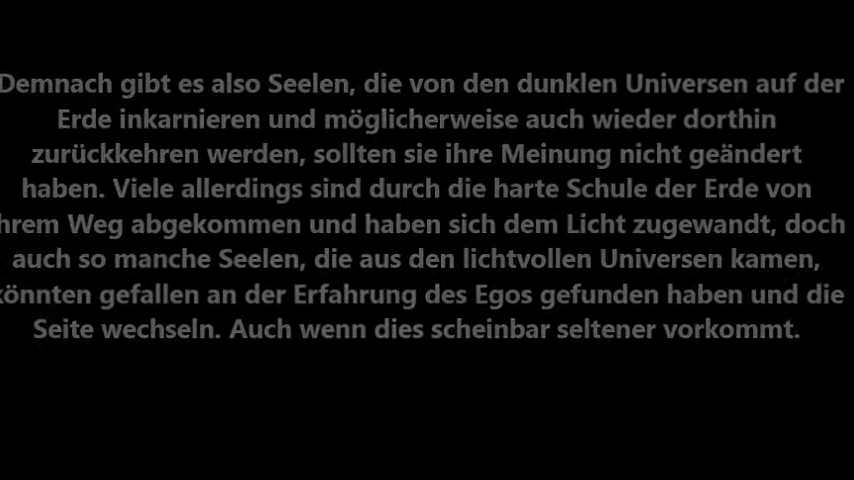 Demnach gibt es also Seelen, die von den dunklen Universen auf der
Erde inkarnieren und möglicherweise auch wieder dorthin
zurückkehren werden, sollten sie ihre Meinung nicht geändert
haben. Viele allerdings sind durch die harte Schule der Erde von
hrem Weg abgekommen und haben sich dem Licht zugewandt, doch
auch so manche Seelen, die aus den lichtvollen Universen kamen,
könnten gefallen an der Erfahrung des Egos gefunden haben und die
Seite wechseln. Auch wenn dies scheinbar seltener vorkommt.